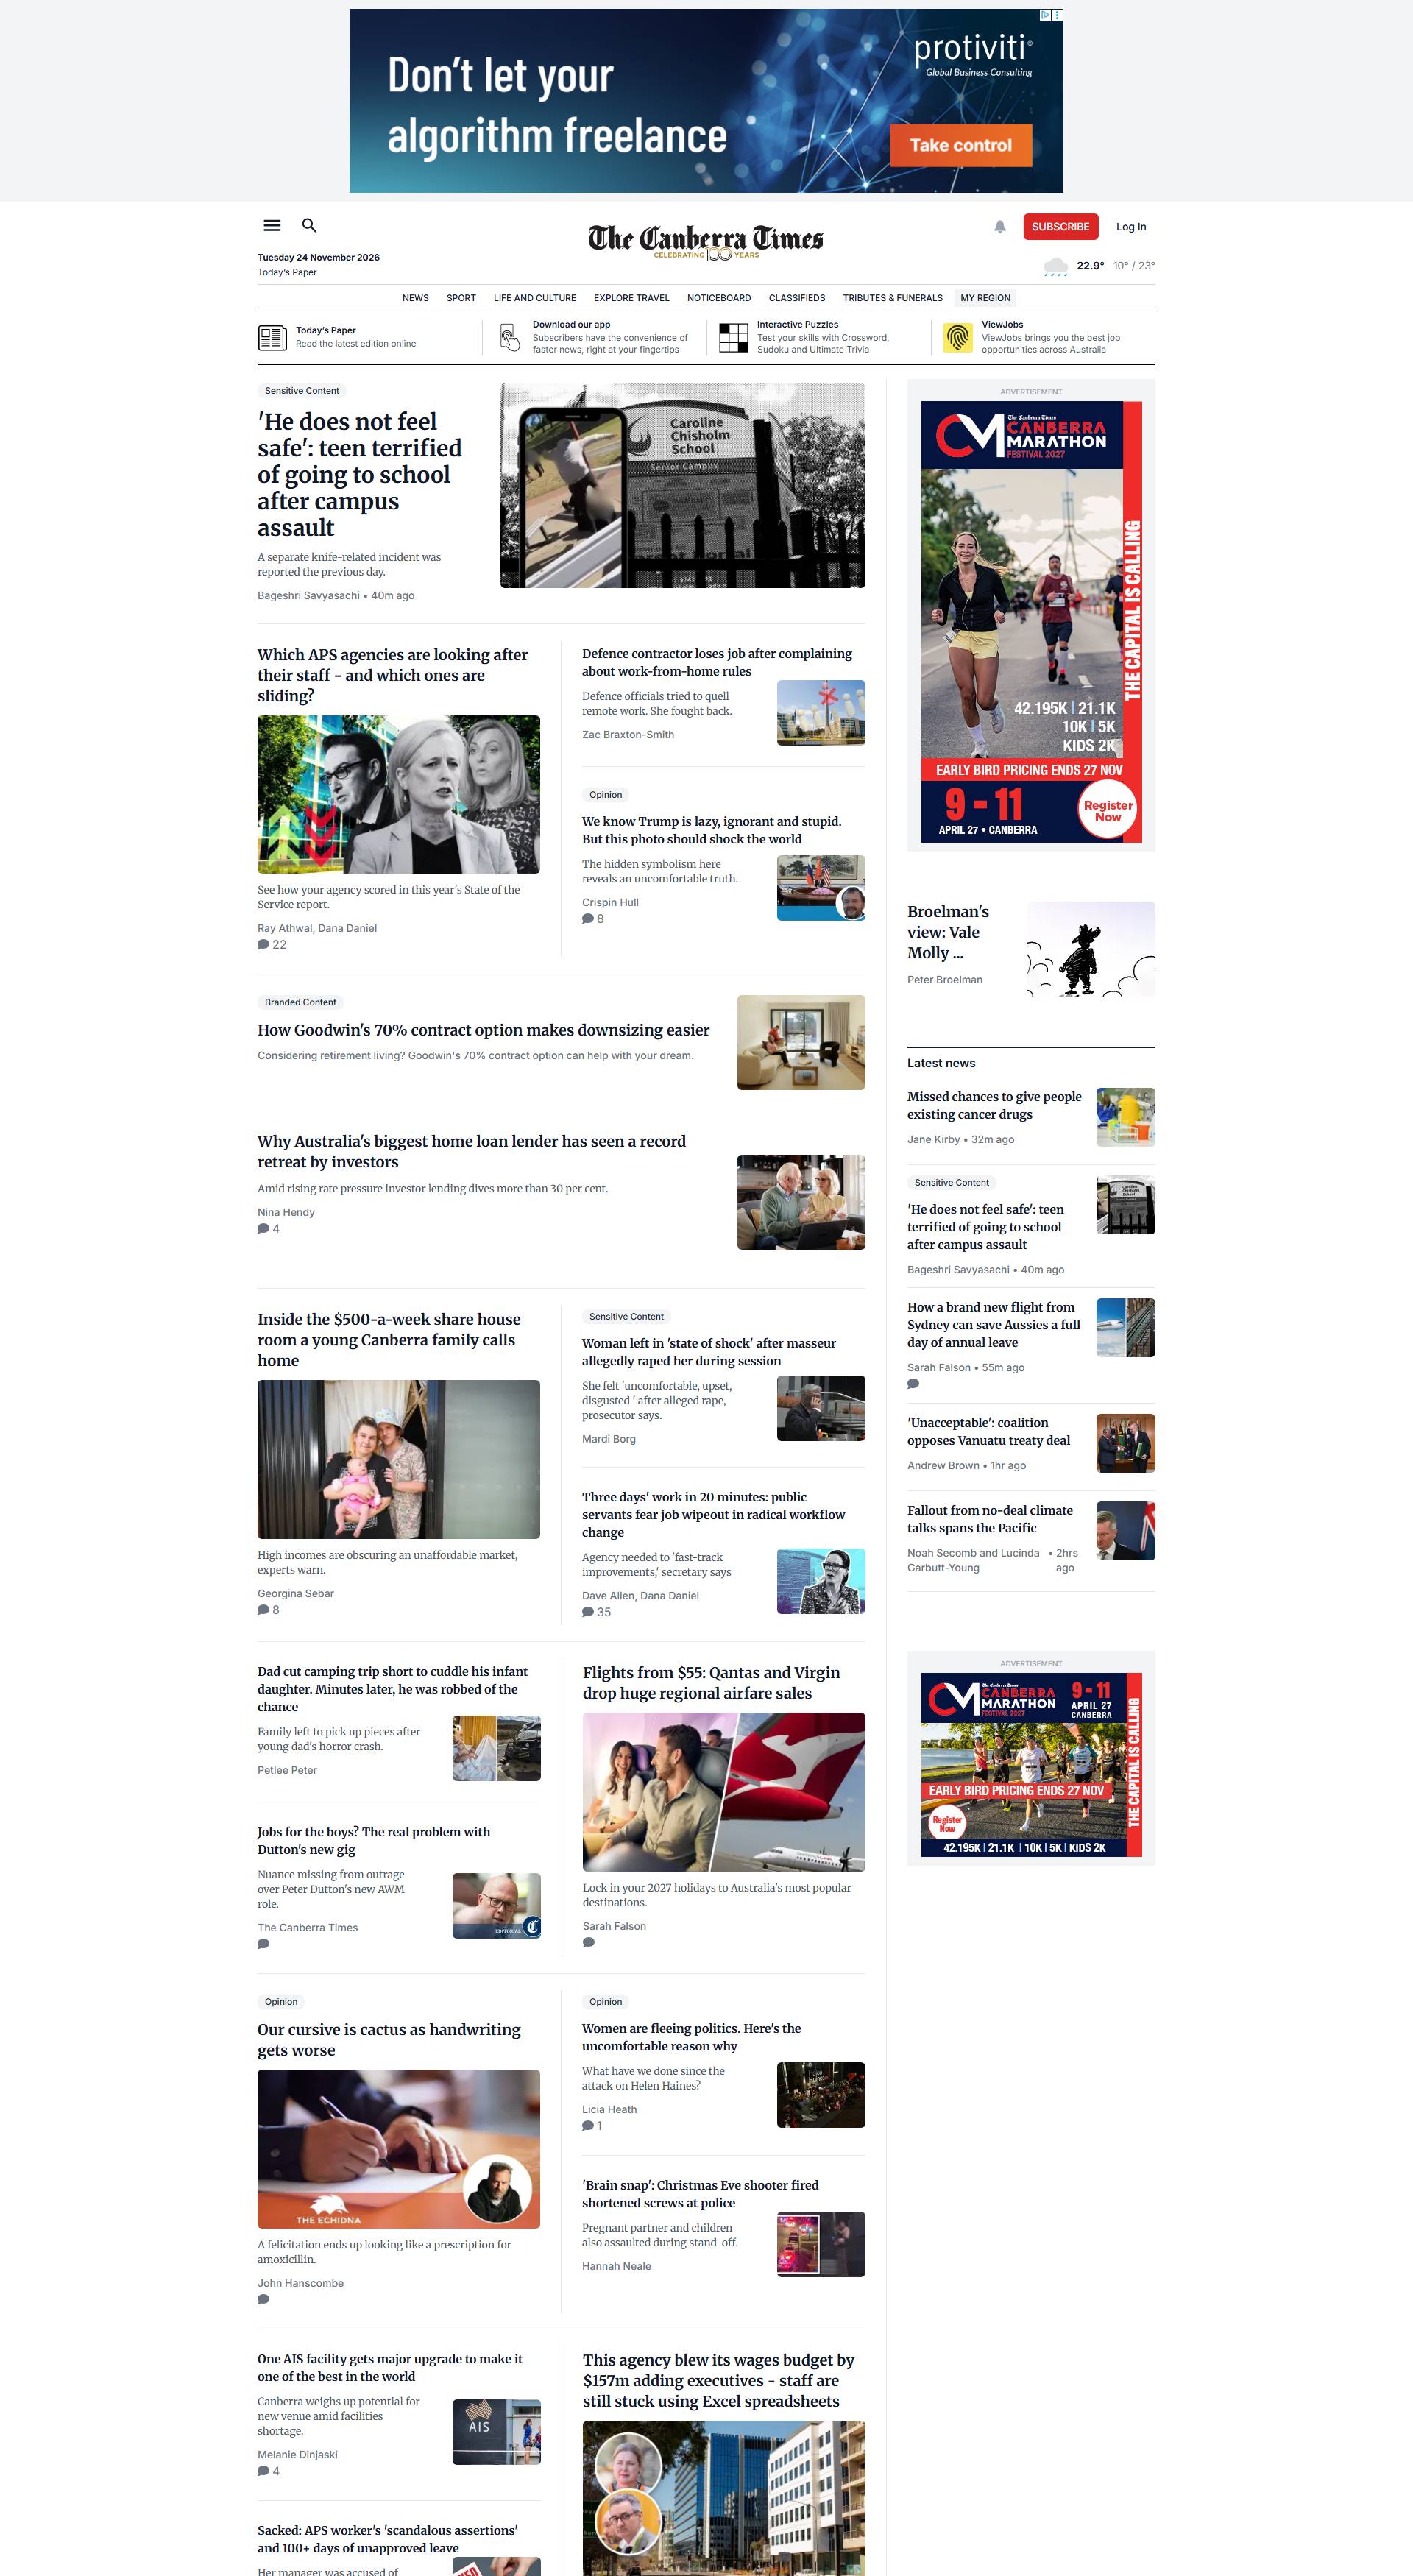 Don't let your
algorithm freelance
protiviti®
Global Business Consulting
Take control
The Canberra Times
CELEBRATING 100 YEARS
SUBSCRIBE
Log In
Tuesday 24 November 2026
Today's Paper
22.9° 10° / 23°
NEWS SPORT LIFE AND CULTURE EXPLORE TRAVEL NOTICEBOARD CLASSIFIEDS TRIBUTES & FUNERALS MY REGION
Today's Paper
Read the latest edition online
Download our app
Subscribers have the convenience of
faster news, right at your fingertips
Interactive Puzzles
Test your skills with Crossword,
Sudoku and Ultimate Trivia
ViewJobs
ViewJobs brings you the best job
opportunities across Australia
Sensitive Content
'He does not feel
safe': teen terrified
of going to school
after campus
assault
A separate knife-related incident was
reported the previous day.
Bageshri Savyasachi • 40m ago
Caroline
Chisholm
School
Senior Campus
Which APS agencies are looking after
their staff - and which ones are
sliding?
See how your agency scored in this year's State of the
Service report.
Ray Athwal, Dana Daniel
22
Defence contractor loses job after complaining
about work-from-home rules
Defence officials tried to quell
remote work. She fought back.
Zac Braxton-Smith
Opinion
We know Trump is lazy, ignorant and stupid.
But this photo should shock the world
The hidden symbolism here
reveals an uncomfortable truth.
Crispin Hull
8
Branded Content
How Goodwin's 70% contract option makes downsizing easier
Considering retirement living? Goodwin's 70% contract option can help with your dream.
Why Australia's biggest home loan lender has seen a record
retreat by investors
Amid rising rate pressure investor lending dives more than 30 per cent.
Nina Hendy
4
Inside the $500-a-week share house
room a young Canberra family calls
home
High incomes are obscuring an unaffordable market,
experts warn.
Georgina Sebar
8
Sensitive Content
Woman left in 'state of shock' after masseur
allegedly raped her during session
She felt 'uncomfortable, upset,
disgusted ' after alleged rape,
prosecutor says.
Mardi Borg
Three days' work in 20 minutes: public
servants fear job wipeout in radical workflow
change
Agency needed to 'fast-track
improvements,' secretary says
Dave Allen, Dana Daniel
35
Dad cut camping trip short to cuddle his infant
daughter. Minutes later, he was robbed of the
chance
Family left to pick up pieces after
young dad's horror crash.
Petlee Peter
Jobs for the boys? The real problem with
Dutton's new gig
Nuance missing from outrage
over Peter Dutton's new AWM
role.
The Canberra Times
EDITORIAL
Flights from $55: Qantas and Virgin
drop huge regional airfare sales
Lock in your 2027 holidays to Australia's most popular
destinations.
Sarah Falson
Opinion
Our cursive is cactus as handwriting
gets worse
THE ECHIDNA
A felicitation ends up looking like a prescription for
amoxicillin.
John Hanscombe
Opinion
Women are fleeing politics. Here's the
uncomfortable reason why
What have we done since the
attack on Helen Haines?
Licia Heath
1
'Brain snap': Christmas Eve shooter fired
shortened screws at police
Pregnant partner and children
also assaulted during stand-off.
Hannah Neale
One AIS facility gets major upgrade to make it
one of the best in the world
Canberra weighs up potential for
new venue amid facilities
shortage.
Melanie Dinjaski
4
AIS
Sacked: APS worker's 'scandalous assertions'
and 100+ days of unapproved leave
Her manager was accused of
This agency blew its wages budget by
$157m adding executives - staff are
still stuck using Excel spreadsheets
ADVERTISEMENT
The Canberra Times
CANBERRA
MARATHON
FESTIVAL 2027
THE CAPITAL IS CALLING
42.195K | 21.1K
10K | 5K
KIDS 2K
EARLY BIRD PRICING ENDS 27 NOV
9 - 11
APRIL 27 • CANBERRA
Register
Now
Broelman's
view: Vale
Molly ...
Peter Broelman
Latest news
Missed chances to give people
existing cancer drugs
Jane Kirby • 32m ago
Sensitive Content
'He does not feel safe': teen
terrified of going to school
after campus assault
Bageshri Savyasachi • 40m ago
How a brand new flight from
Sydney can save Aussies a full
day of annual leave
Sarah Falson • 55m ago
'Unacceptable': coalition
opposes Vanuatu treaty deal
Andrew Brown • 1hr ago
Fallout from no-deal climate
talks spans the Pacific
Noah Secomb and Lucinda
Garbutt-Young
• 2hrs
ago
ADVERTISEMENT
The Canberra Times
CANBERRA
MARATHON
FESTIVAL 2027
9 - 11
APRIL 27
CANBERRA
THE CAPITAL IS CALLING
EARLY BIRD PRICING ENDS 27 NOV
Register
Now
42.195K | 21.1K | 10K | 5K | KIDS 2K